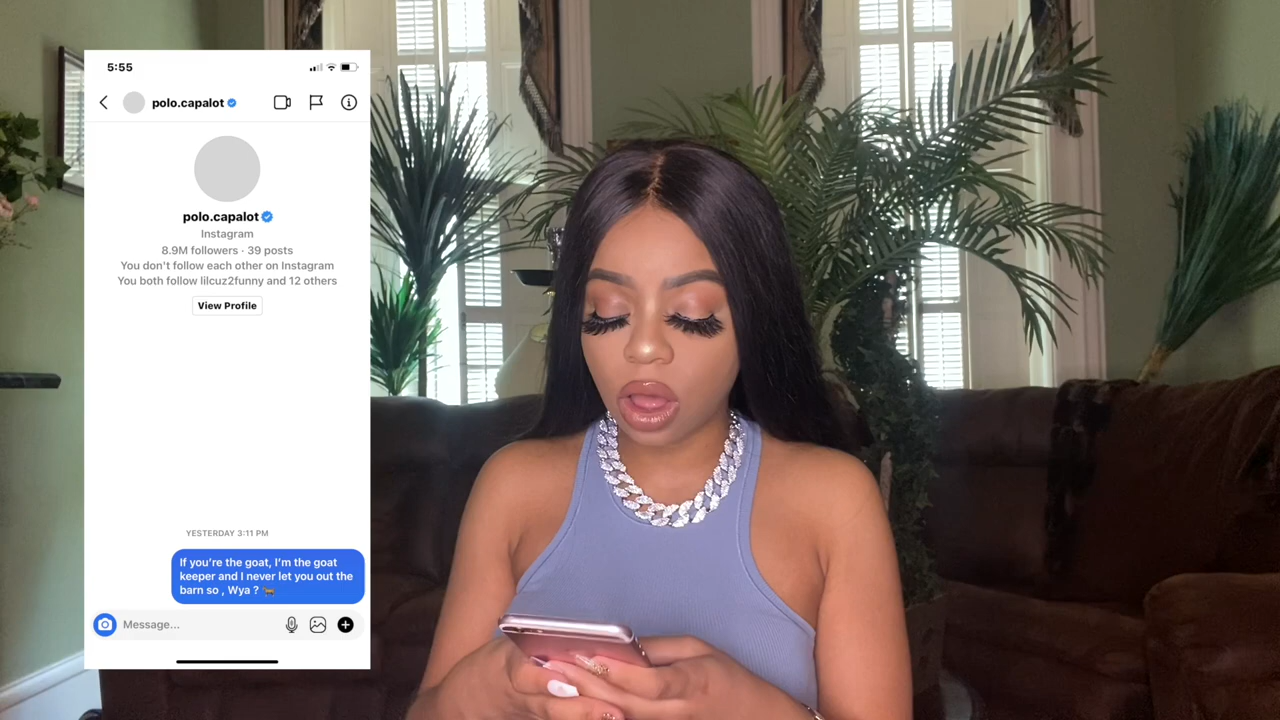 5:55
polo.capalot
polo.capalot
Instagram
8.9M followers · 39 posts
You don't follow each other on Instagram
You both follow lilcuz2funny and 12 others
View Profile
YESTERDAY 3:11 PM
If you're the goat, I'm the goat
keeper and I never let you out the
barn so , Wya ? 🐐
Message...